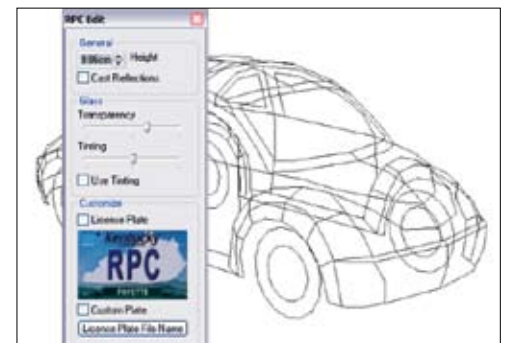 RPC Edit
General
Height
Cast Reflections
Glass
Transparency
Tinting
Use Tinting
Customize
License Plate
Kentucky
RPC
FAYETTE
Custom Plate
License Plate File Name